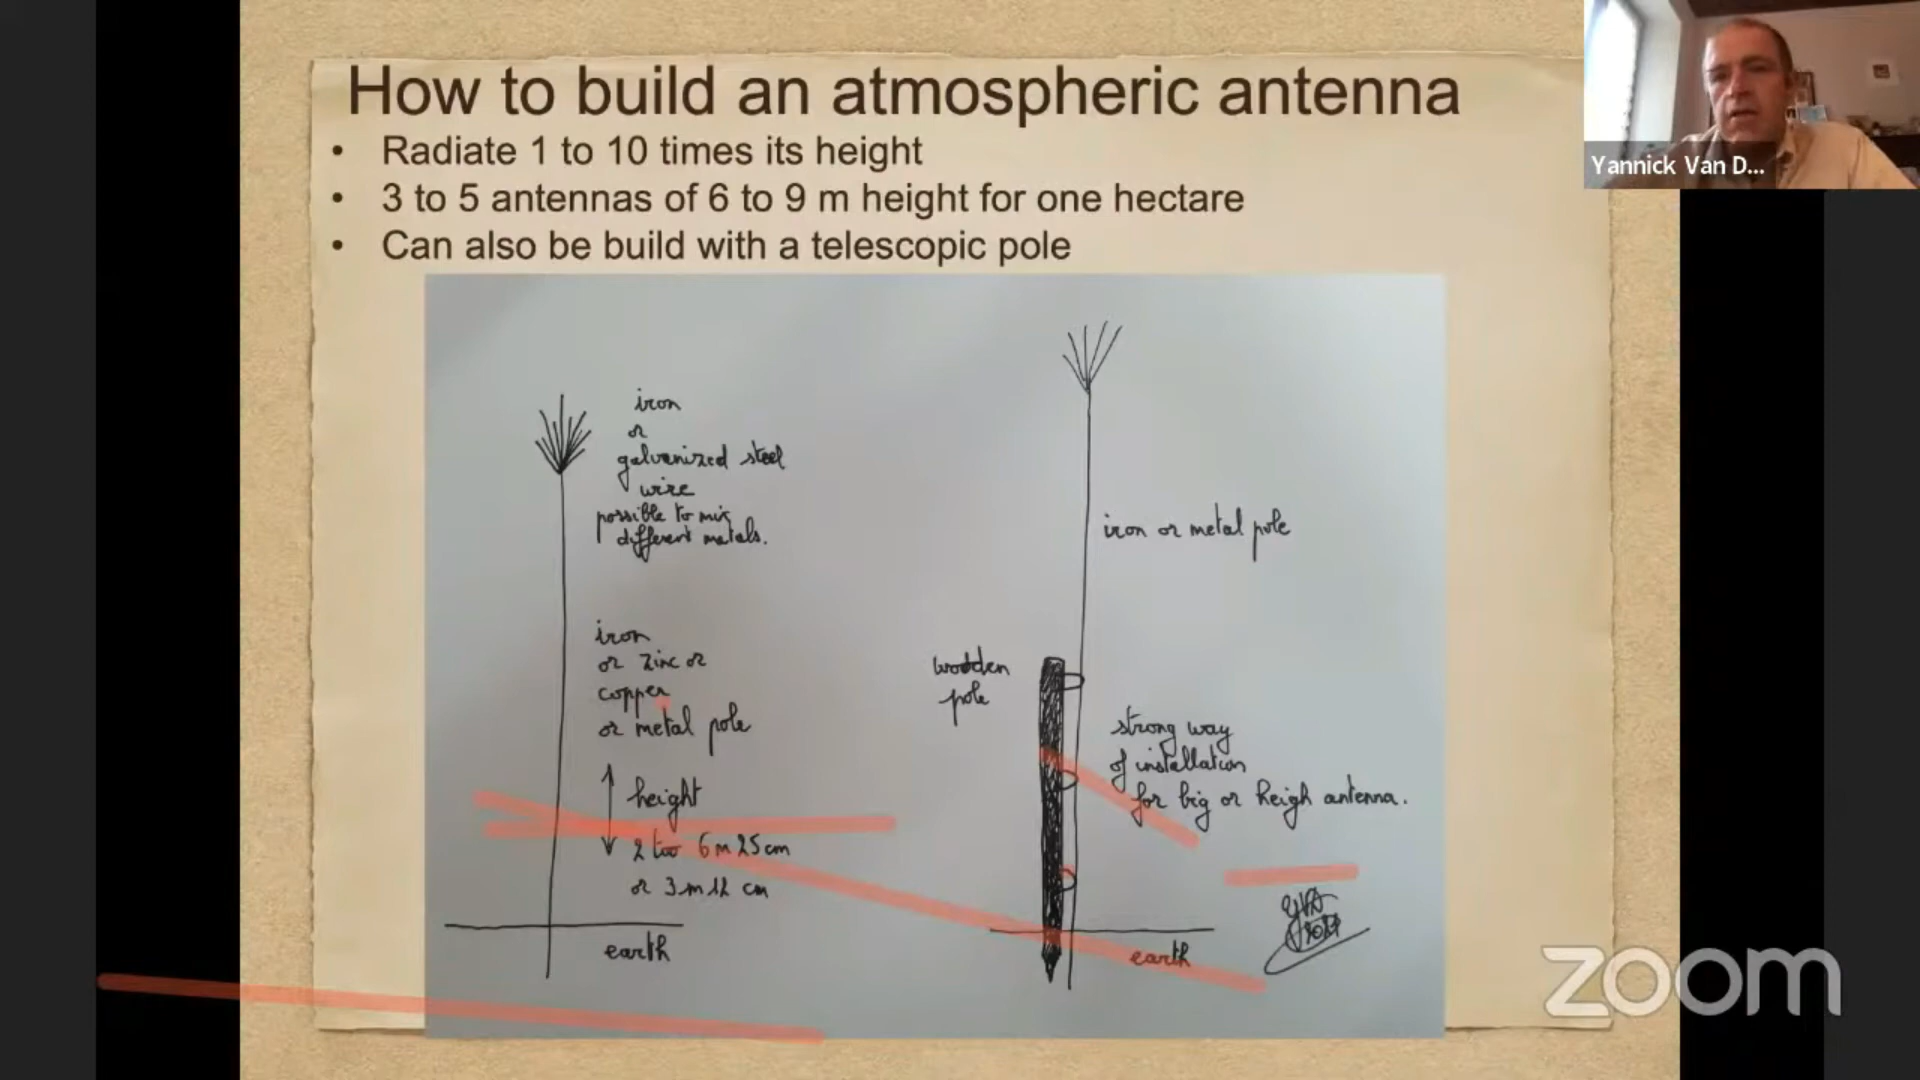 How to build an atmospheric antenna
• Radiate 1 to 10 times its height
• 3 to 5 antennas of 6 to 9 m height for one hectare
• Can also be build with a telescopic pole
Yannick Van D...
iron
or
galvanized steel
wire
possible to mix
different metals.
iron
or zinc or
copper
or metal pole
height
2 too 6 m 25 cm
or 3 m 12 cm
earth
iron or metal pole
wodden
pole
strong way
of installation
for big or heigh antenna.
earth
zoom